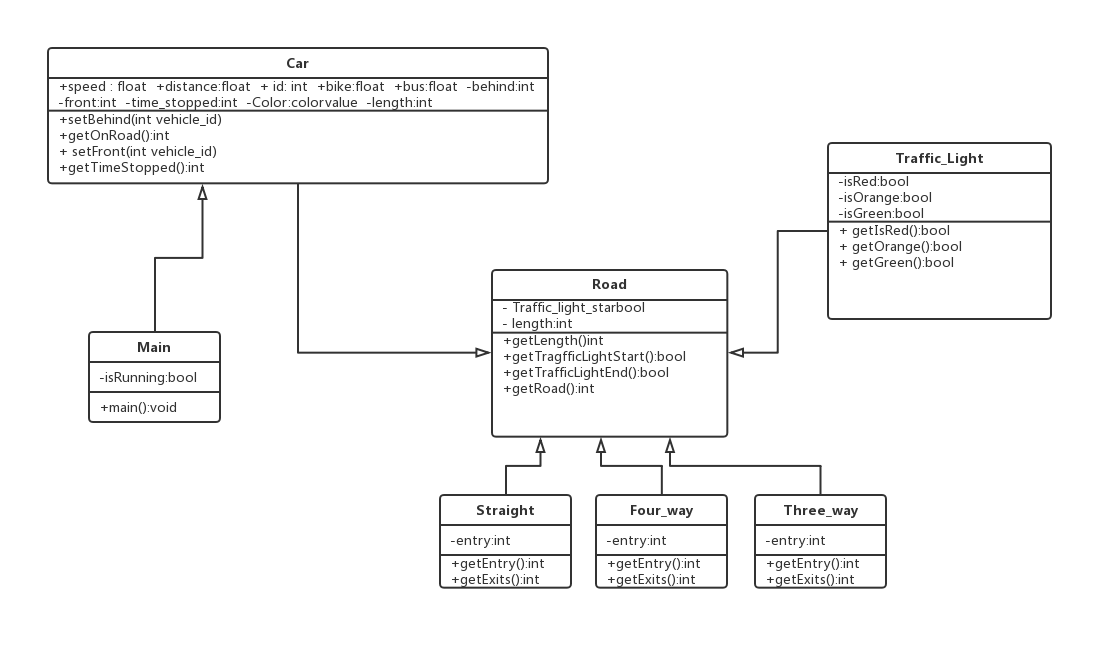 Car
+speed : float +distance:float + id: int +bike:float +bus:float -behind:int
-front:int -time_stopped:int -Color:colorvalue -length:int
+setBehind(int vehicle_id)
+getOnRoad():int
+ setFront(int vehicle_id)
+getTimeStopped():int
Traffic_Light
-isRed:bool
-isOrange:bool
-isGreen:bool
+ getIsRed():bool
+ getOrange():bool
+ getGreen():bool
Road
- Traffic_light_starbool
- length:int
+getLength()int
+getTragfficLightStart():bool
+getTrafficLightEnd():bool
+getRoad():int
Main
-isRunning:bool
+main():void
Straight
-entry:int
+getEntry():int
+getExits():int
Four_way
-entry:int
+getEntry():int
+getExits():int
Three_way
-entry:int
+getEntry():int
+getExits():int